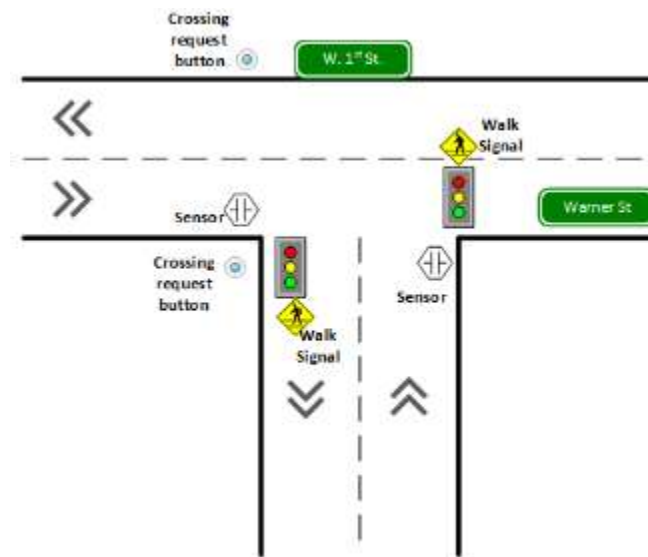 Crossing
request
button
W. 1st St.
Walk
Signal
Sensor
Warner St
Crossing
request
button
Sensor
Walk
Signal